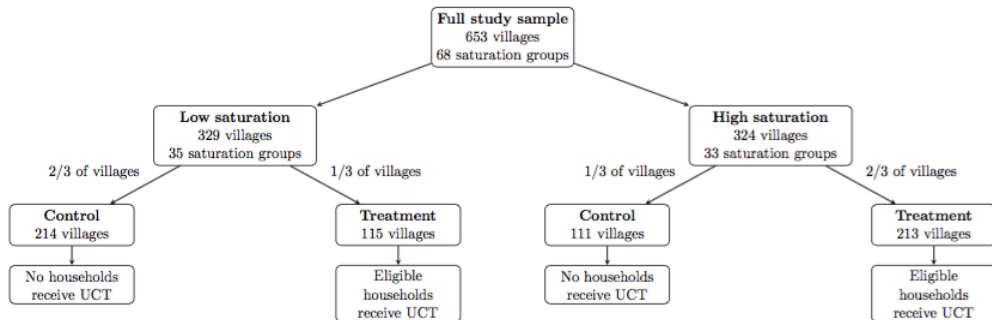 Full study sample
653 villages
68 saturation groups
Low saturation
329 villages
35 saturation groups
High saturation
324 villages
33 saturation groups
2/3 of villages
1/3 of villages
1/3 of villages
2/3 of villages
Control
214 villages
Treatment
115 villages
Control
111 villages
Treatment
213 villages
No households
receive UCT
Eligible
households
receive UCT
No households
receive UCT
Eligible
households
receive UCT